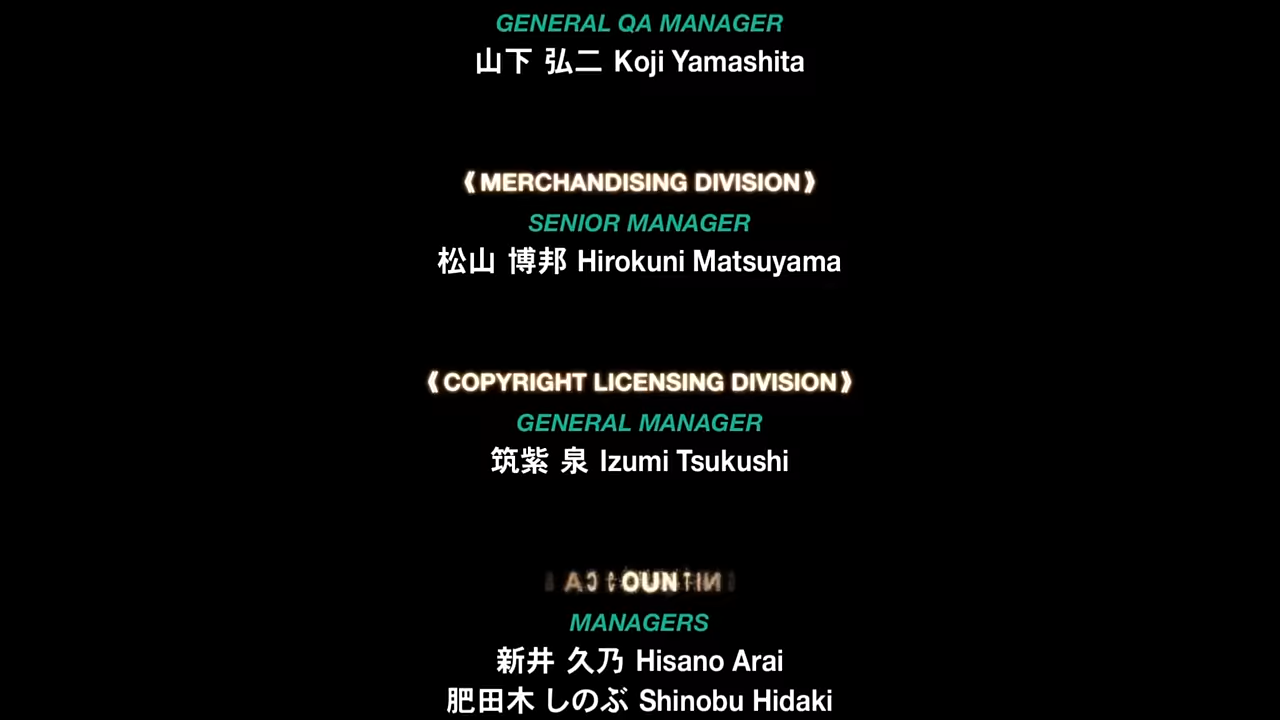 GENERAL QA MANAGER
山下 弘二 Koji Yamashita
《MERCHANDISING DIVISION》
SENIOR MANAGER
松山 博邦 Hirokuni Matsuyama
《COPYRIGHT LICENSING DIVISION》
GENERAL MANAGER
筑紫 泉 Izumi Tsukushi
MANAGERS
新井 久乃 Hisano Arai
肥田木 しのぶ Shinobu Hidaki